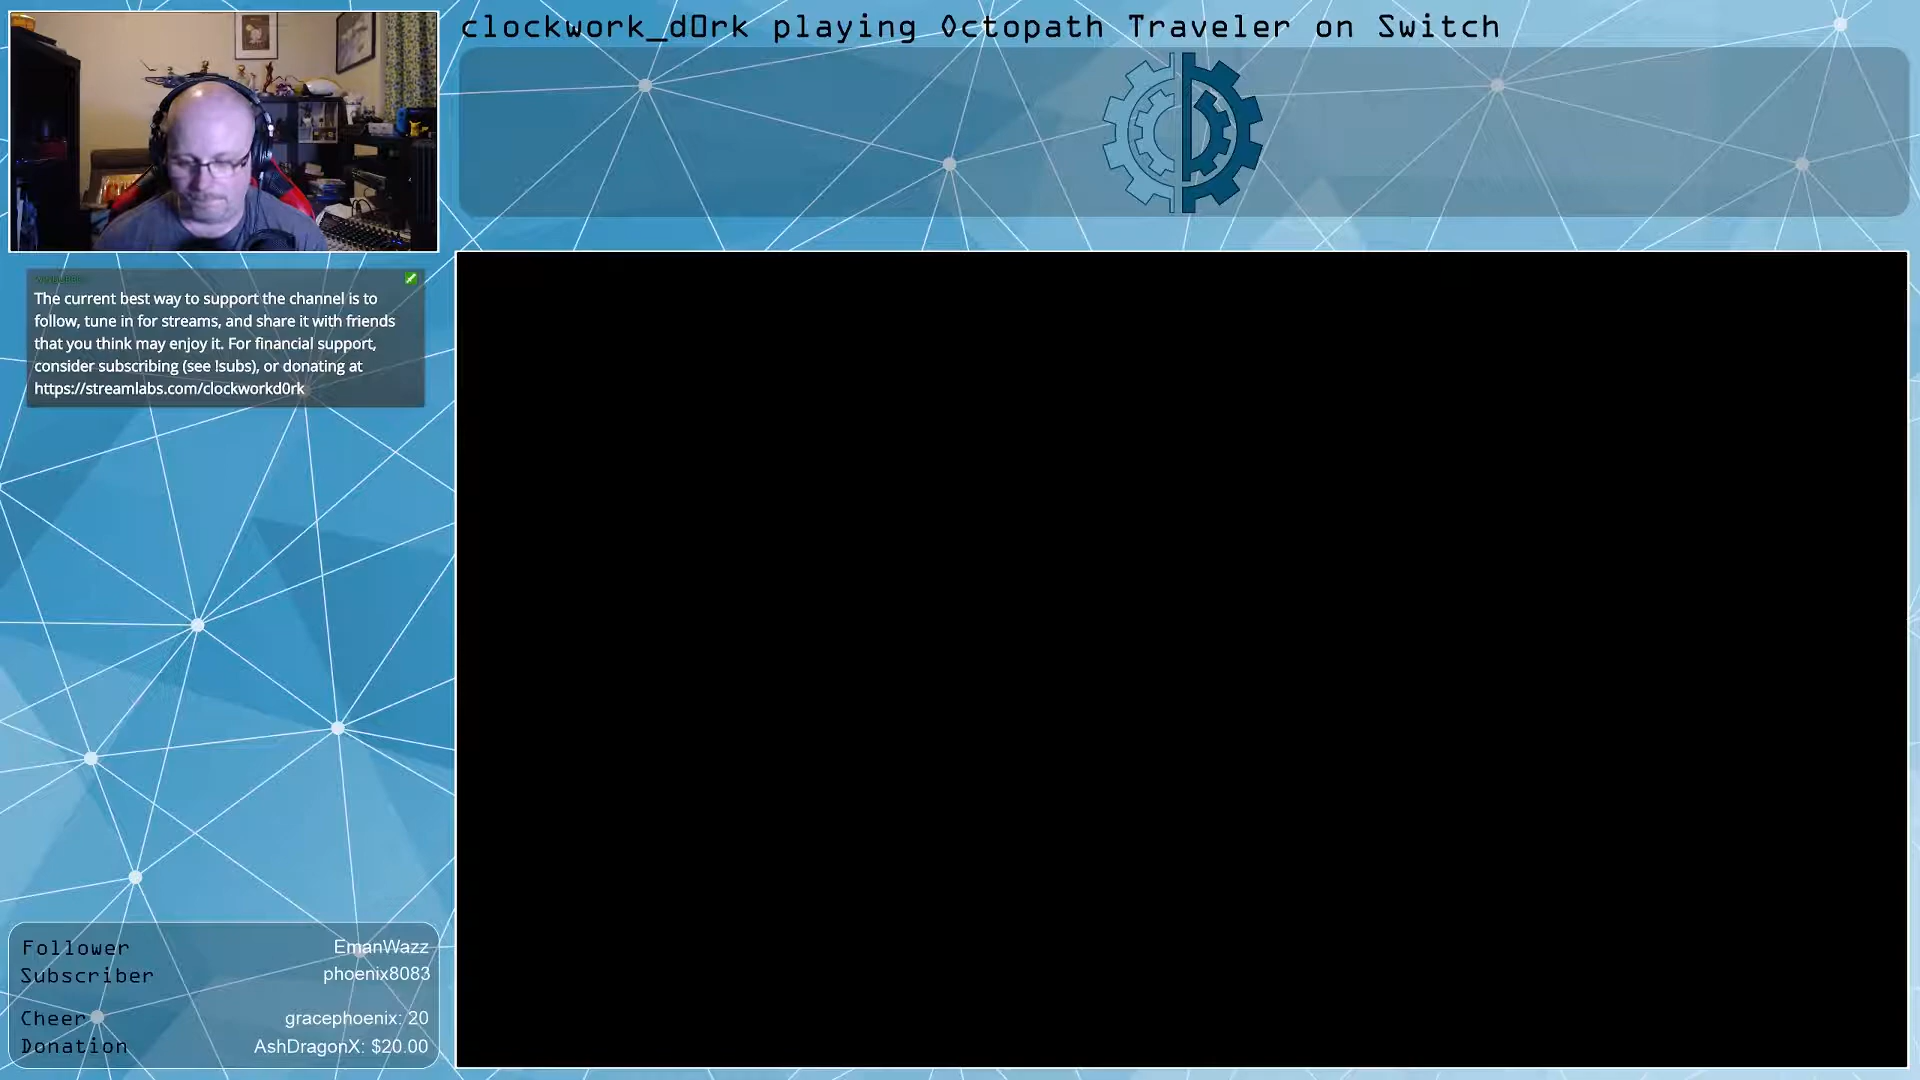 clockwork_d0rk playing Octopath Traveler on Switch
The current best way to support the channel is to
follow, tune in for streams, and share it with friends
that you think may enjoy it. For financial support,
consider subscribing (see !subs), or donating at
https://streamlabs.com/clockworkd0rk
Follower EmanWazz
Subscriber phoenix8083
Cheer gracephoenix: 20
Donation AshDragonX: $20.00